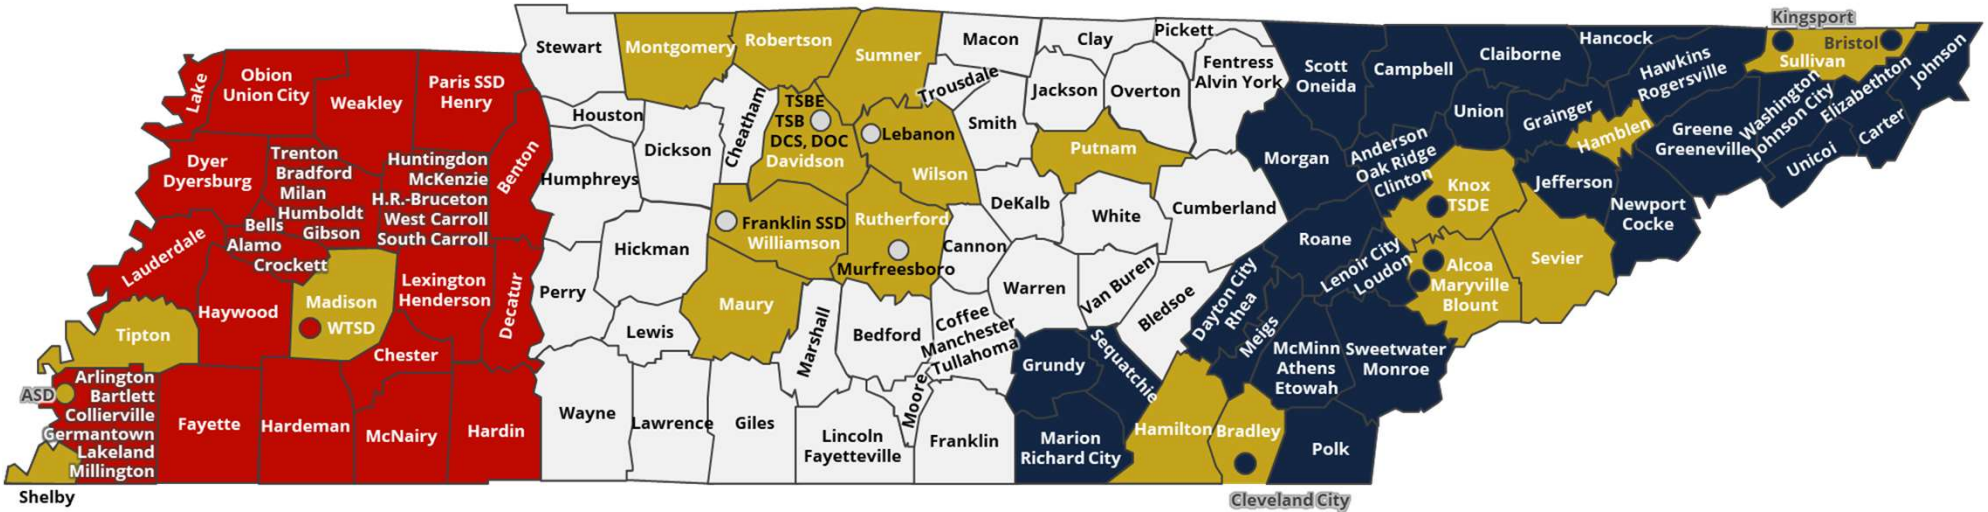 Lake
Obion
Union City
Weakley
Paris SSD
Henry
Dyer
Dyersburg
Trenton
Bradford
Milan
Humboldt
Gibson
Huntingdon
McKenzie
H.R.-Bruceton
West Carroll
South Carroll
Benton
Lauderdale
Bells
Alamo
Crockett
Haywood
Madison
WTSD
Lexington
Henderson
Decatur
Tipton
Chester
ASD
Arlington
Bartlett
Collierville
Germantown
Lakeland
Millington
Shelby
Fayette
Hardeman
McNairy
Hardin
Stewart
Montgomery
Robertson
Sumner
Macon
Clay
Pickett
Trousdale
Jackson
Overton
Fentress
Alvin York
Houston
Dickson
Cheatham
TSBE
TSB
DCS, DOC
Davidson
Lebanon
Wilson
Smith
Putnam
Humphreys
Hickman
Franklin SSD
Williamson
Rutherford
Murfreesboro
Cannon
DeKalb
White
Cumberland
Perry
Lewis
Maury
Marshall
Bedford
Coffee
Manchester
Tullahoma
Warren
Van Buren
Bledsoe
Wayne
Lawrence
Giles
Lincoln
Fayetteville
Moore
Franklin
Scott
Oneida
Campbell
Claiborne
Hancock
Hawkins
Rogersville
Kingsport
Bristol
Sullivan
Johnson
Washington
Johnson City
Elizabethton
Carter
Unicoi
Greene
Greeneville
Hamblen
Grainger
Union
Morgan
Anderson
Oak Ridge
Clinton
Knox
TSDE
Jefferson
Newport
Cocke
Sevier
Roane
Lenoir City
Loudon
Alcoa
Maryville
Blount
Dayton City
Rhea
Meigs
McMinn
Athens
Etowah
Sweetwater
Monroe
Grundy
Sequatchie
Marion
Richard City
Hamilton
Bradley
Polk
Cleveland City